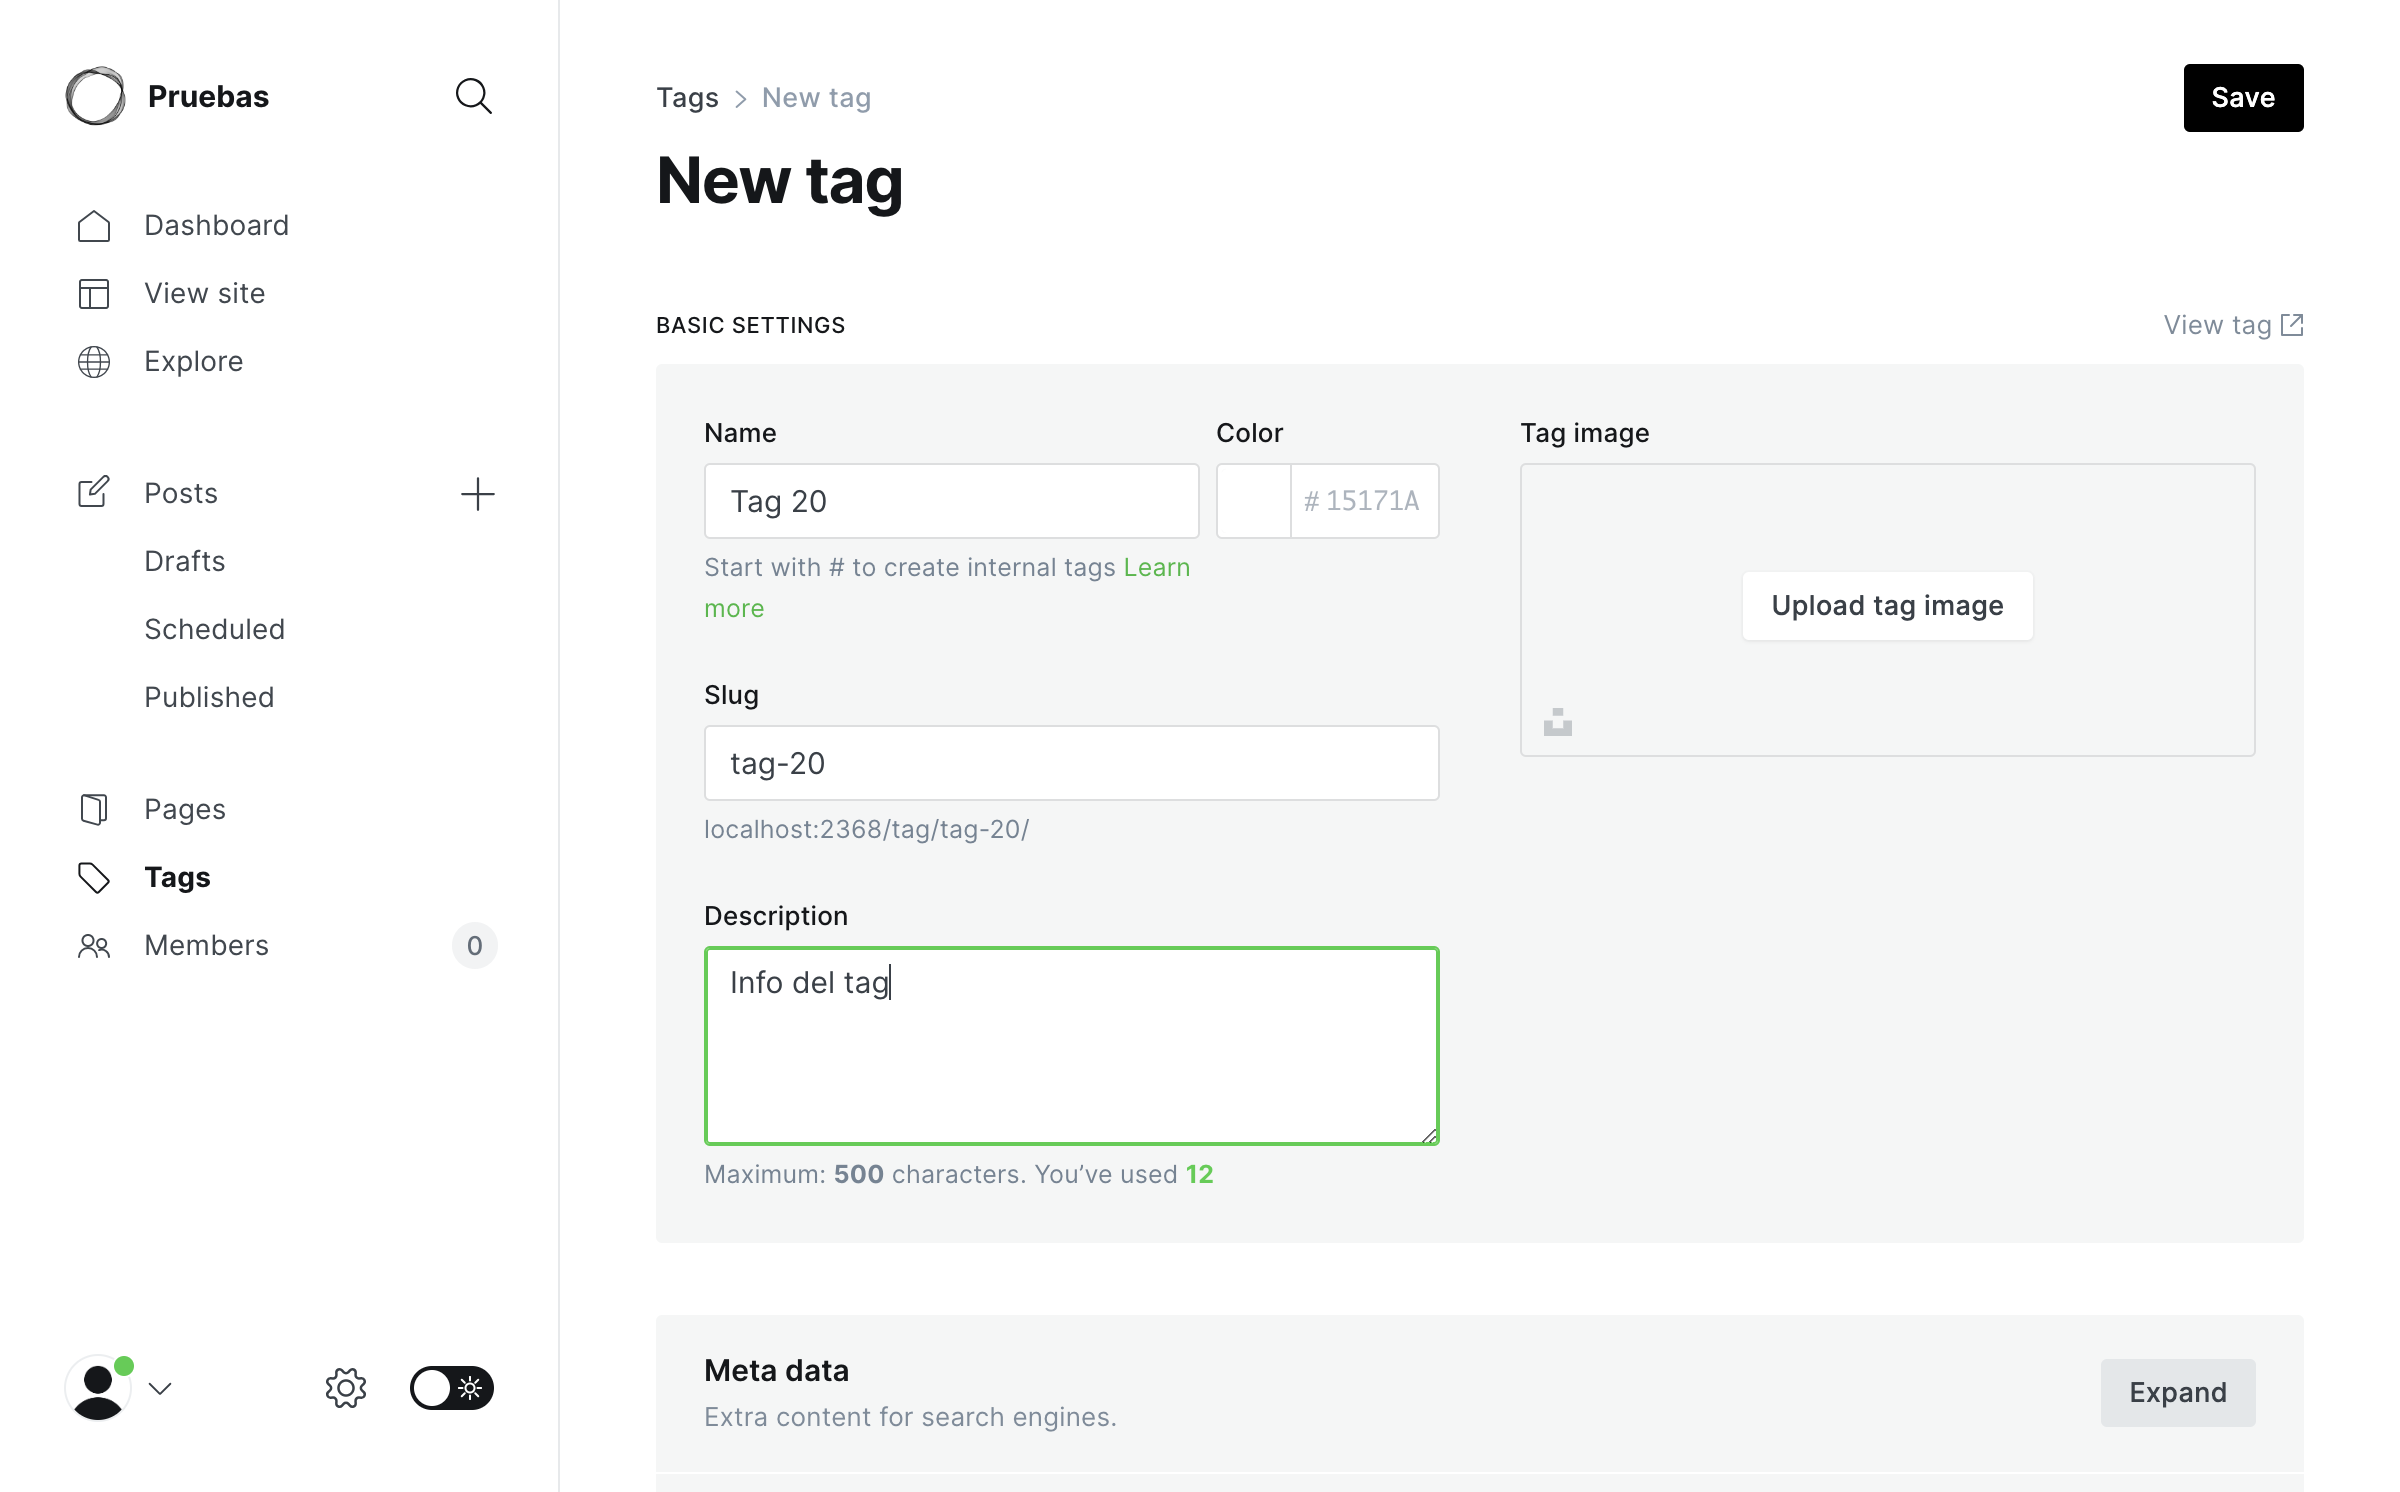 Pruebas
Dashboard
View site
Explore
Posts
Drafts
Scheduled
Published
Pages
Tags
Members
0
Tags > New tag
Save
New tag
BASIC SETTINGS
View tag
Name
Tag 20
Start with # to create internal tags Learn
more
Color
# 15171A
Slug
tag-20
localhost:2368/tag/tag-20/
Description
Info del tag
Maximum: 500 characters. You’ve used 12
Tag image
Upload tag image
Meta data
Extra content for search engines.
Expand